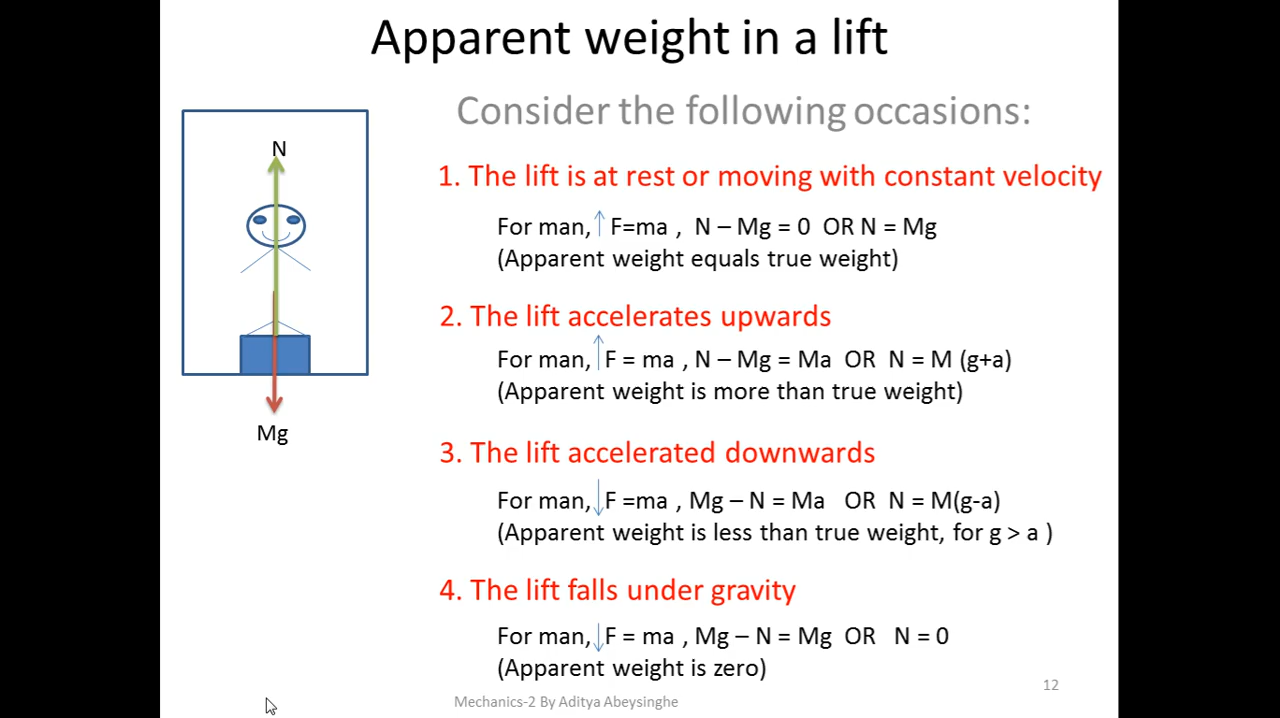 Apparent weight in a lift
Consider the following occasions:
N
Mg
1. The lift is at rest or moving with constant velocity
For man, ↑ F=ma , N – Mg = 0 OR N = Mg
(Apparent weight equals true weight)
2. The lift accelerates upwards
For man, ↑ F = ma , N – Mg = Ma OR N = M (g+a)
(Apparent weight is more than true weight)
3. The lift accelerated downwards
For man, ↓ F =ma , Mg – N = Ma OR N = M(g-a)
(Apparent weight is less than true weight, for g > a )
4. The lift falls under gravity
For man, ↓ F = ma , Mg – N = Mg OR N = 0
(Apparent weight is zero)
Mechanics-2 By Aditya Abeysinghe
12